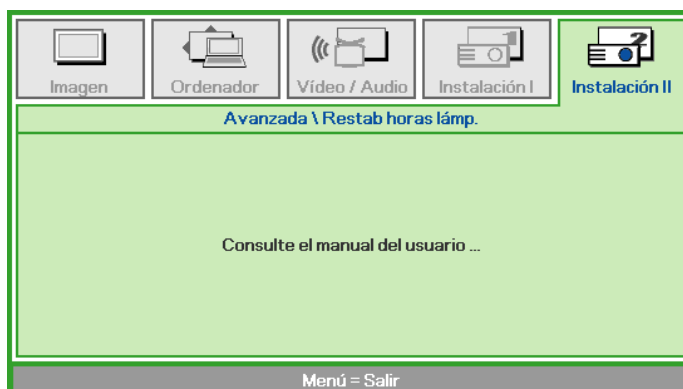 Imagen
Ordenador
Vídeo / Audio
Instalación I
Instalación II
Avanzada \ Restab horas lámp.
Consulte el manual del usuario ...
Menú = Salir